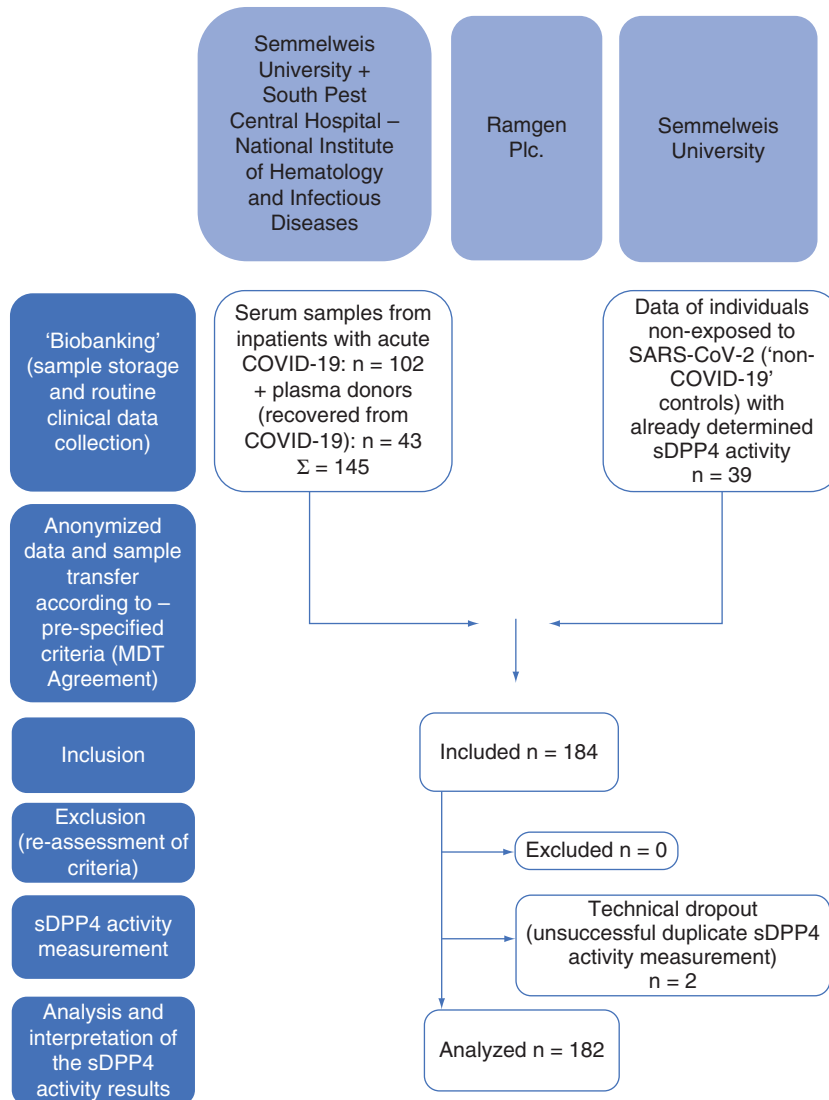 Semmelweis
University +
South Pest
Central Hospital –
National Institute
of Hematology
and Infectious
Diseases
Ramgen
Plc.
Semmelweis
University
'Biobanking'
(sample storage
and routine
clinical data
collection)
Serum samples from
inpatients with acute
COVID-19: n = 102
+ plasma donors
(recovered from
COVID-19): n = 43
Σ = 145
Data of individuals
non-exposed to
SARS-CoV-2 ('non-
COVID-19'
controls) with
already determined
sDPP4 activity
n = 39
Anonymized
data and sample
transfer
according to –
pre-specified
criteria (MDT
Agreement)
Inclusion
Included n = 184
Exclusion
(re-assessment of
criteria)
Excluded n = 0
sDPP4 activity
measurement
Technical dropout
(unsuccessful duplicate sDPP4
activity measurement)
n = 2
Analysis and
interpretation of
the sDPP4
activity results
Analyzed n = 182